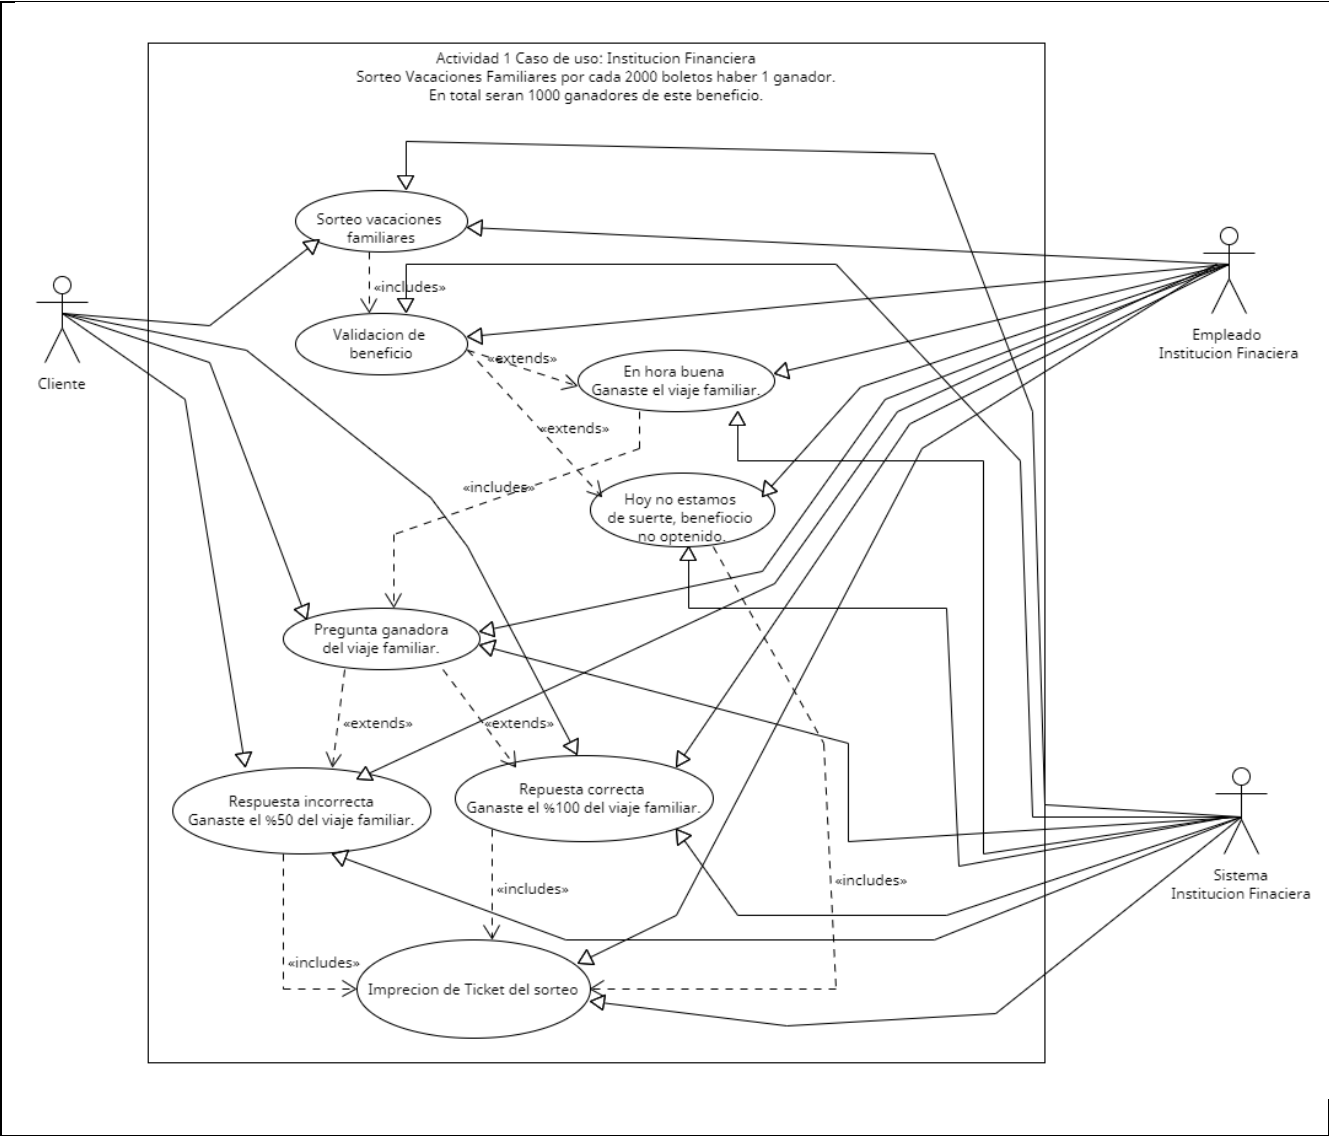 Actividad 1 Caso de uso: Institucion Financiera
Sorteo Vacaciones Familiares por cada 2000 boletos haber 1 ganador.
En total seran 1000 ganadores de este beneficio.
Sorteo vacaciones
familiares
«includes»
Validacion de
beneficio
«extends»
En hora buena
Ganaste el viaje familiar.
«extends»
«includes»
Hoy no estamos
de suerte, benefiocio
no optenido.
Pregunta ganadora
del viaje familiar.
«extends»
«extends»
Respuesta incorrecta
Ganaste el %50 del viaje familiar.
Repuesta correcta
Ganaste el %100 del viaje familiar.
«includes»
«includes»
«includes»
Imprecion de Ticket del sorteo
Cliente
Empleado
Institucion Finaciera
Sistema
Institucion Finaciera